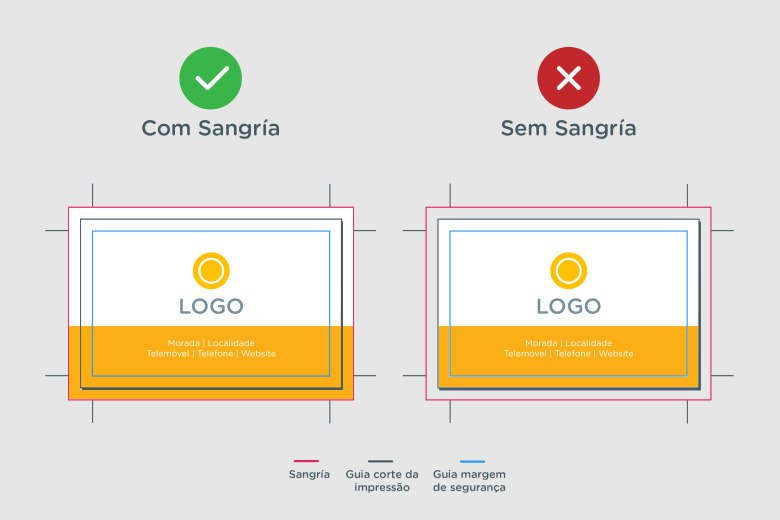 Com Sangría
Sem Sangría
LOGO
Morada | Localidade
Telemóvel | Telefone | Website
LOGO
Morada | Localidade
Telemóvel | Telefone | Website
Sangría
Guia corte da
impressão
Guia margem
de segurança